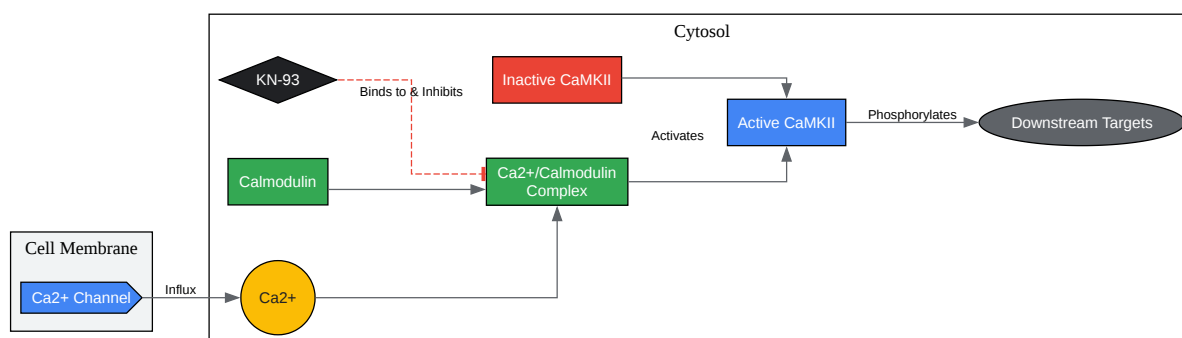 Cytosol
KN-93
Binds to & Inhibits
Inactive CaMKII
Active CaMKII
Phosphorylates
Downstream Targets
Activates
Calmodulin
Ca2+/Calmodulin
Complex
Cell Membrane
Ca2+ Channel
Influx
Ca2+